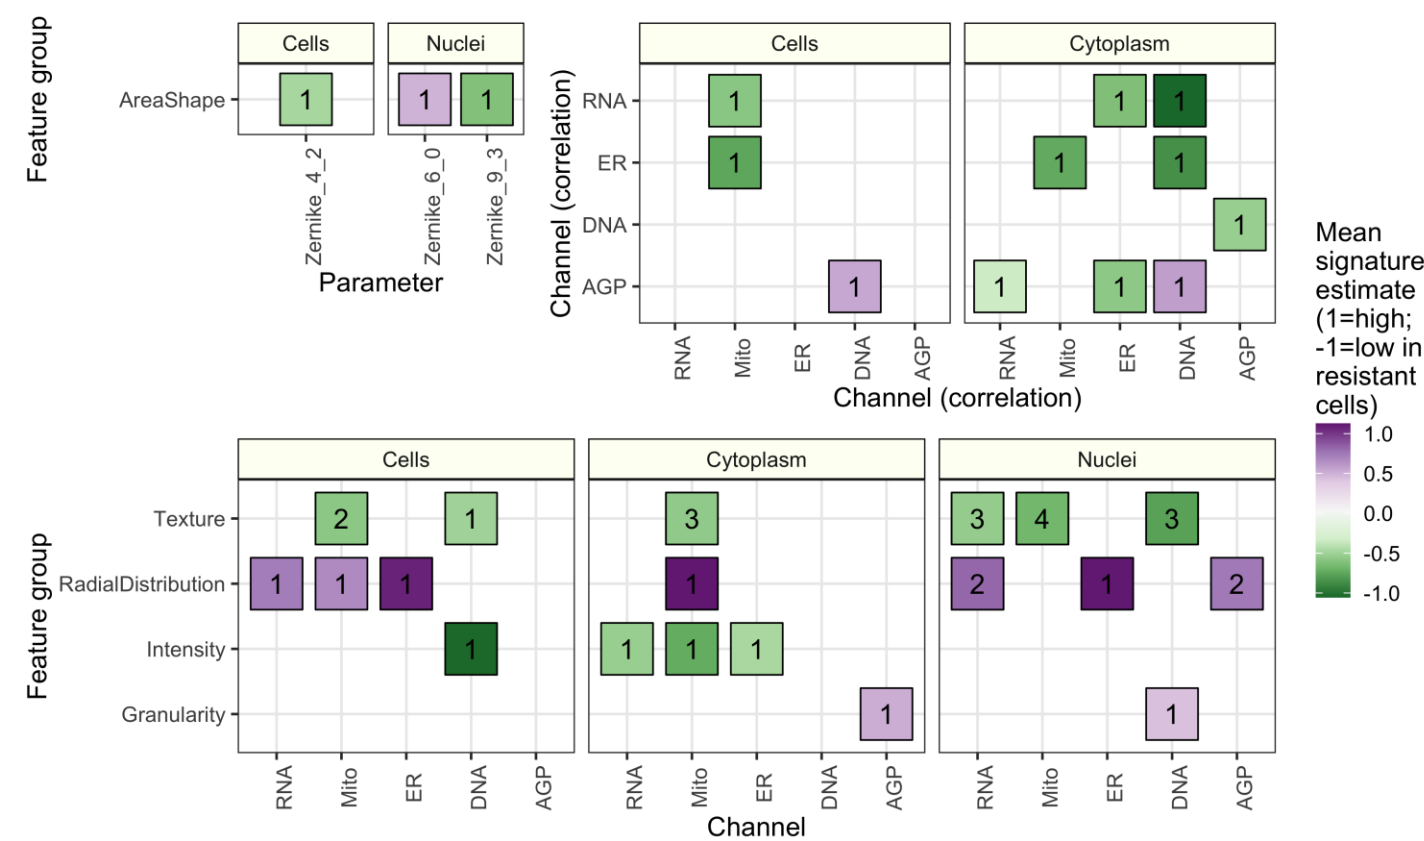 Cells
Nuclei
Feature group
AreaShape
1
1
1
Zernike_4_2
Zernike_6_0
Zernike_9_3
Parameter
Cells
Cytoplasm
Channel (correlation)
RNA
1
1
1
ER
1
1
1
DNA
1
AGP
1
1
1
1
RNA
Mito
ER
DNA
AGP
RNA
Mito
ER
DNA
AGP
Channel (correlation)
Mean
signature
estimate
(1=high;
-1=low in
resistant
cells)
1.0
0.5
0.0
-0.5
-1.0
Cells
Cytoplasm
Nuclei
Feature group
Texture
2
1
3
3
4
3
RadialDistribution
1
1
1
1
2
1
2
Intensity
1
1
1
1
Granularity
1
1
RNA
Mito
ER
DNA
AGP
RNA
Mito
ER
DNA
AGP
RNA
Mito
ER
DNA
AGP
Channel